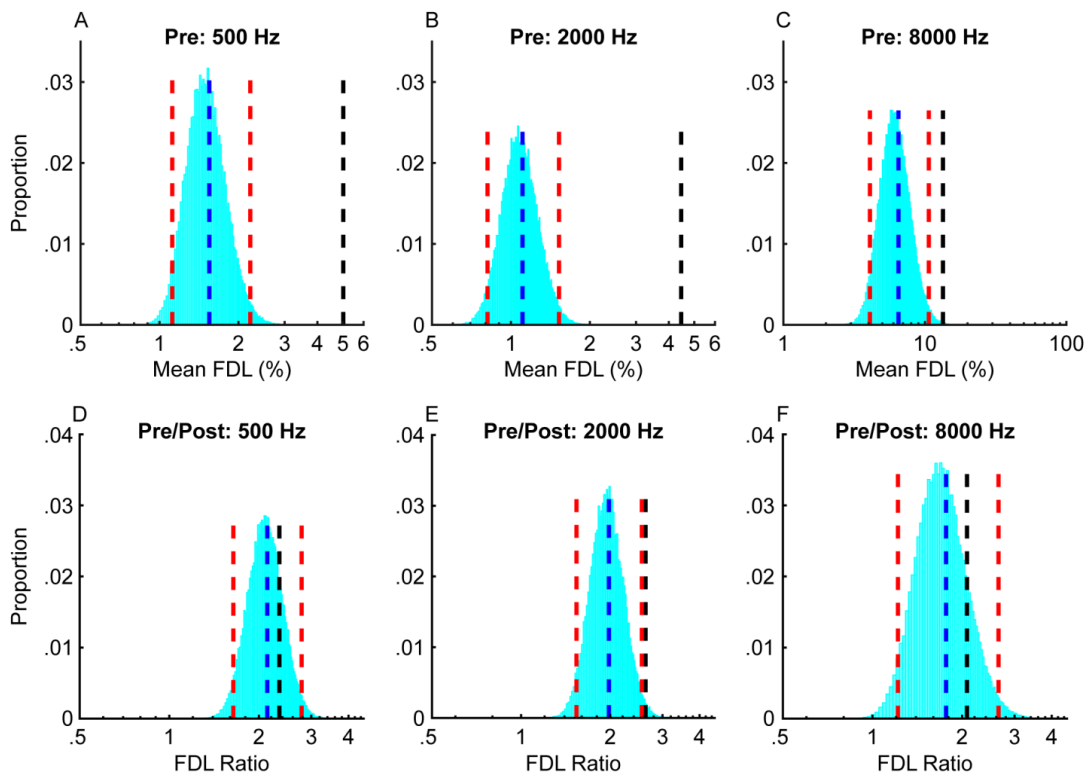 A
Pre: 500 Hz
.03
.02
.01
0
Proportion
.5 1 2 3 4 5 6
Mean FDL (%)
B
Pre: 2000 Hz
.03
.02
.01
0
.5 1 2 3 4 5 6
Mean FDL (%)
C
Pre: 8000 Hz
.03
.02
.01
0
1 10 100
Mean FDL (%)
D
Pre/Post: 500 Hz
.04
.03
.02
.01
0
Proportion
.5 1 2 3 4
FDL Ratio
E
Pre/Post: 2000 Hz
.04
.03
.02
.01
0
.5 1 2 3 4
FDL Ratio
F
Pre/Post: 8000 Hz
.04
.03
.02
.01
0
.5 1 2 3 4
FDL Ratio